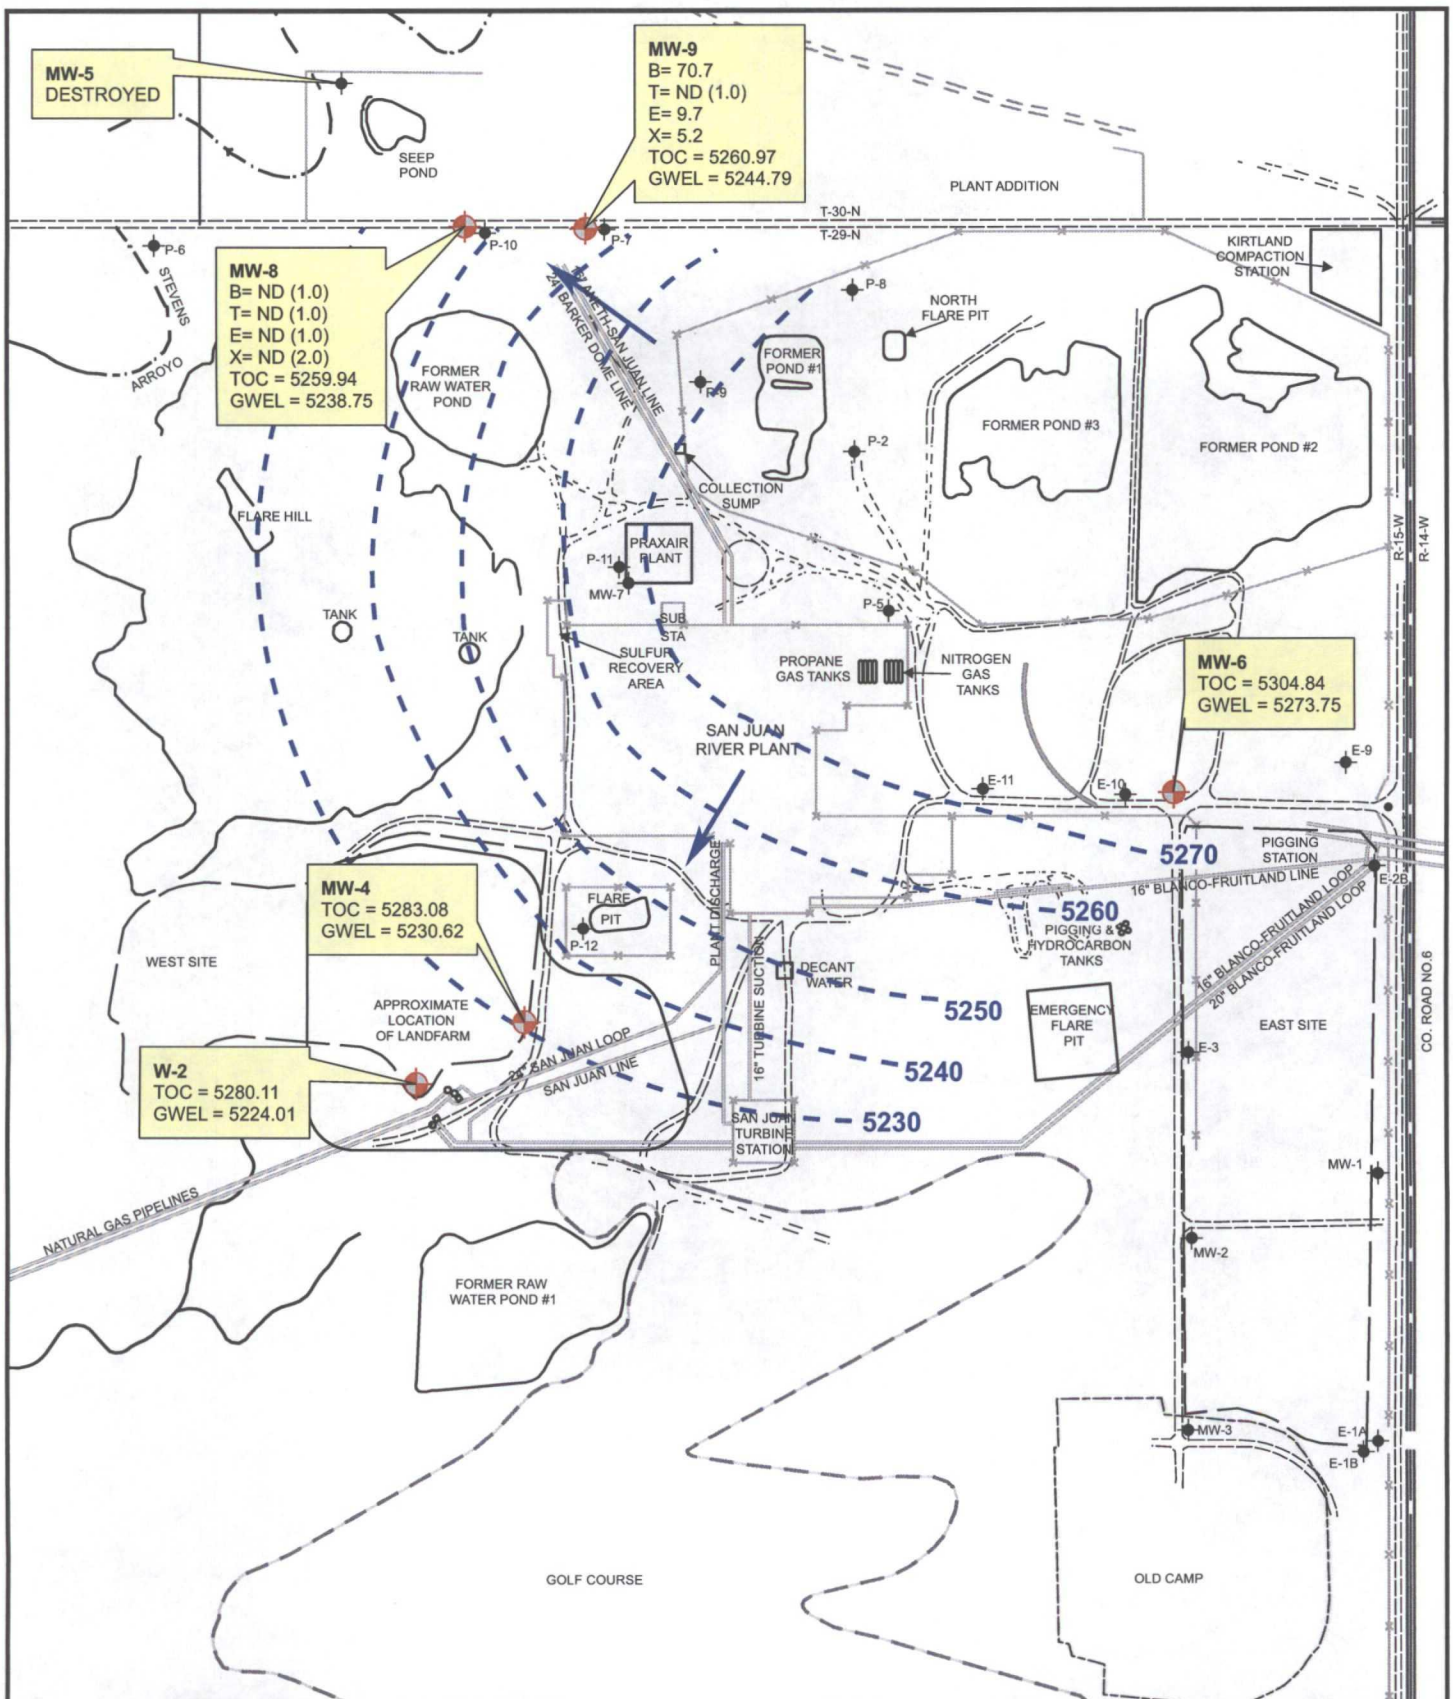 MW-5
DESTROYED
MW-9
B= 70.7
T= ND (1.0)
E= 9.7
X= 5.2
TOC = 5260.97
GWEL = 5244.79
SEEP
POND
PLANT ADDITION
T-30-N
T-29-N
P-6
P-10
P-7
STEVENS
ARROYO
MW-8
B= ND (1.0)
T= ND (1.0)
E= ND (1.0)
X= ND (2.0)
TOC = 5259.94
GWEL = 5238.75
KIRTLAND
COMPACTION
STATION
P-8
NORTH
FLARE PIT
ANETH-SAN JUAN LINE
24" BARKER DOME LINE
FORMER
RAW WATER
POND
FORMER
POND #1
P-9
FORMER POND #3
FORMER POND #2
P-2
COLLECTION
SUMP
FLARE HILL
PRAXAIR
PLANT
P-11
MW-7
R-15-W
R-14-W
TANK
TANK
SUB
STA
P-5
SULFUR
RECOVERY
AREA
PROPANE
GAS TANKS
NITROGEN
GAS
TANKS
MW-6
TOC = 5304.84
GWEL = 5273.75
SAN JUAN
RIVER PLANT
E-9
E-11
E-10
5270
PIGGING
STATION
E-2B
16" BLANCO-FRUITLAND LINE
MW-4
TOC = 5283.08
GWEL = 5230.62
FLARE
PIT
P-12
PLANT DISCHARGE
5260
PIGGING &
HYDROCARBON
TANKS
16" BLANCO-FRUITLAND LOOP
20" BLANCO-FRUITLAND LOOP
WEST SITE
DECANT
WATER
16" TURBINE SUCTION
5250
APPROXIMATE
LOCATION
OF LANDFARM
EMERGENCY
FLARE
PIT
EAST SITE
CO. ROAD NO.6
W-2
TOC = 5280.11
GWEL = 5224.01
24" SAN JUAN LOOP
SAN JUAN LINE
E-3
5240
5230
SAN JUAN
TURBINE
STATION
MW-1
NATURAL GAS PIPELINES
MW-2
FORMER RAW
WATER POND #1
MW-3
E-1A
E-1B
GOLF COURSE
OLD CAMP